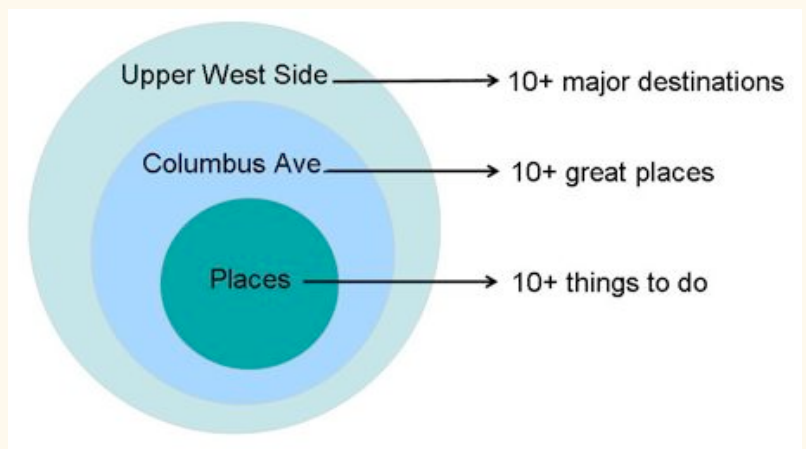 Upper West Side 10+ major destinations
Columbus Ave 10+ great places
Places 10+ things to do